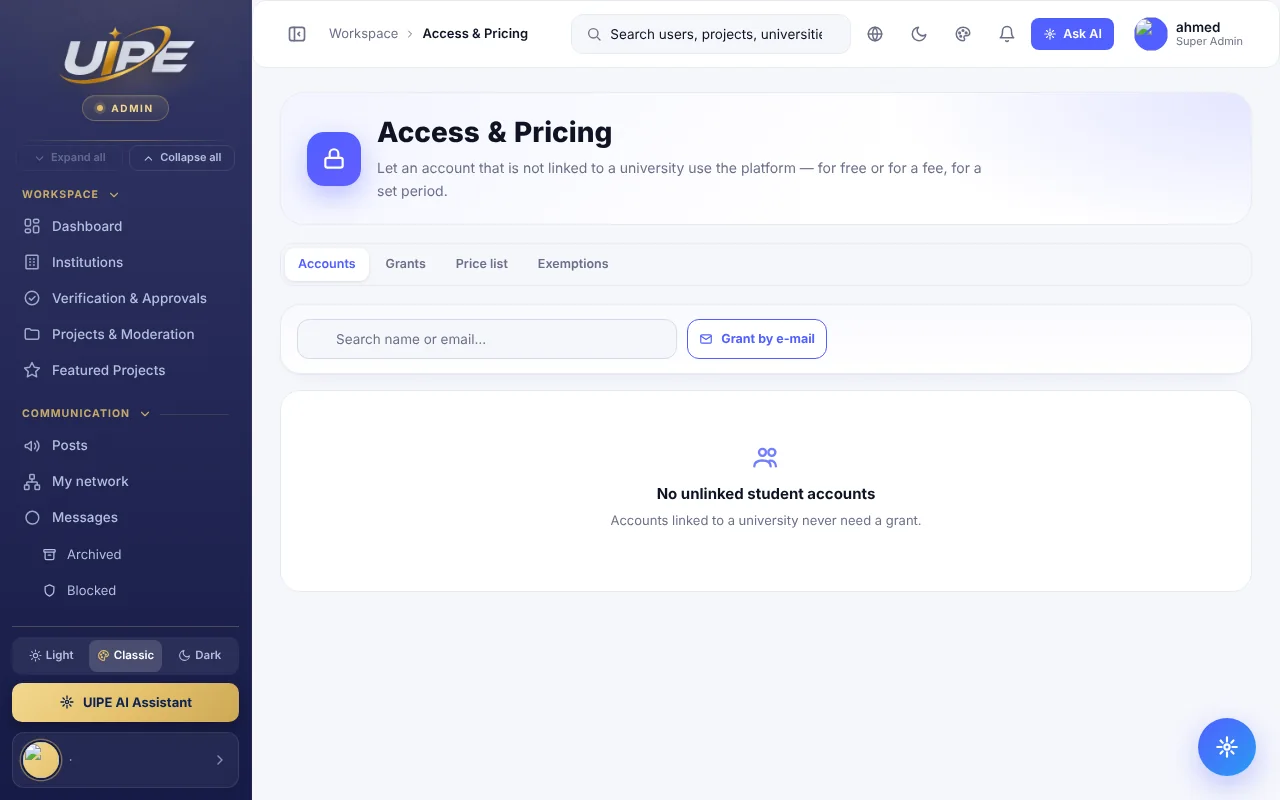 UIPE
ADMIN
Expand all
Collapse all
WORKSPACE
Dashboard
Institutions
Verification & Approvals
Projects & Moderation
Featured Projects
COMMUNICATION
Posts
My network
Messages
Archived
Blocked
Light
Classic
Dark
UIPE AI Assistant
Workspace > Access & Pricing
Search users, projects, universitie
Ask AI
ahmed
Super Admin
Access & Pricing
Let an account that is not linked to a university use the platform — for free or for a fee, for a
set period.
Accounts
Grants
Price list
Exemptions
Search name or email...
Grant by e-mail
No unlinked student accounts
Accounts linked to a university never need a grant.